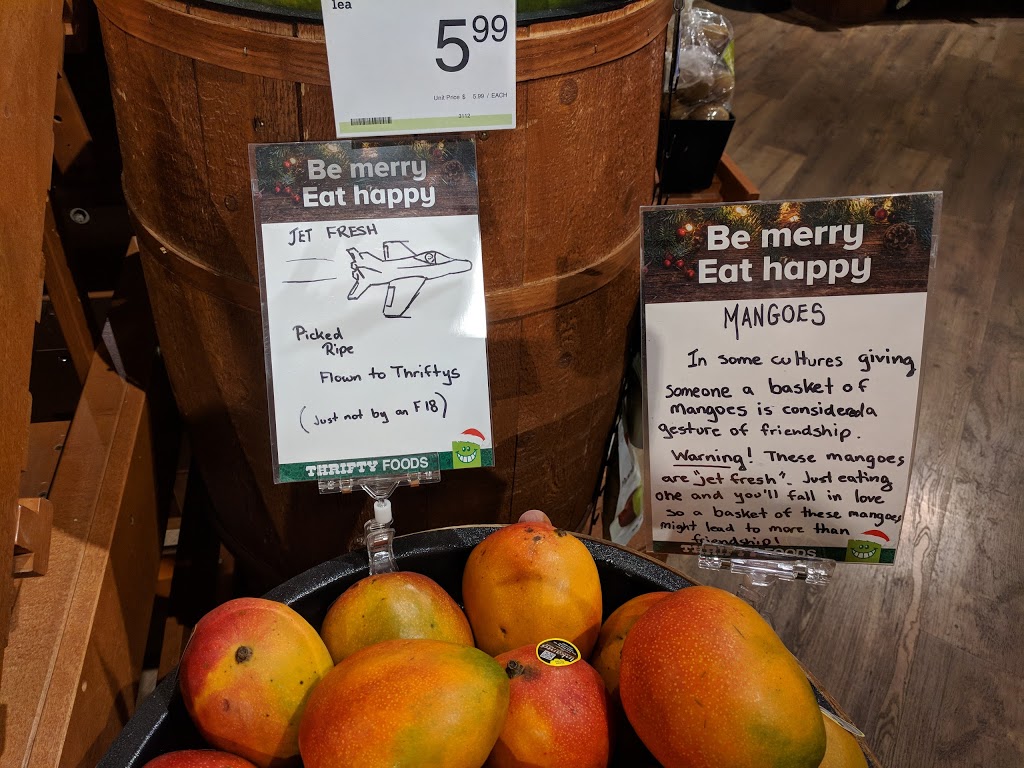 lea
5.99
Unit Price $ 5.99 / EACH
3112
Be merry
Eat happy
JET FRESH
Picked
Ripe
Flown to Thriftys
(Just not by an F18)
THRIFTY FOODS
Be merry
Eat happy
MANGOES
In some cultures giving
someone a basket of
mangoes is considered a
gesture of friendship.
Warning! These mangoes
are "jet fresh". Just eating
one and you'll fall in love
so a basket of these mangoes
might lead to more than
friendship!
THRIFTY FOODS